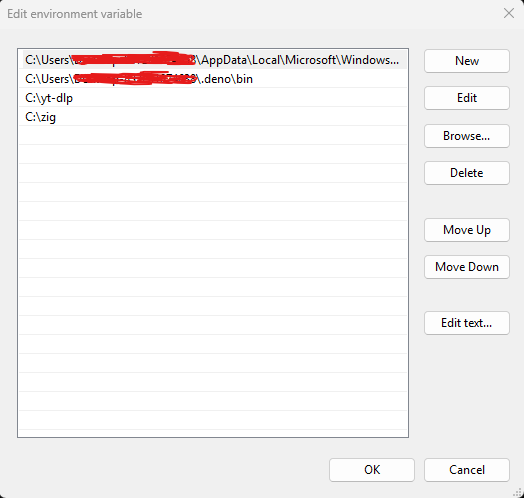 Edit environment variable
C:\Users\ \AppData\Local\Microsoft\Windows...
C:\Users\ \.deno\bin
C:\yt-dlp
C:\zig
New
Edit
Browse...
Delete
Move Up
Move Down
Edit text...
OK
Cancel